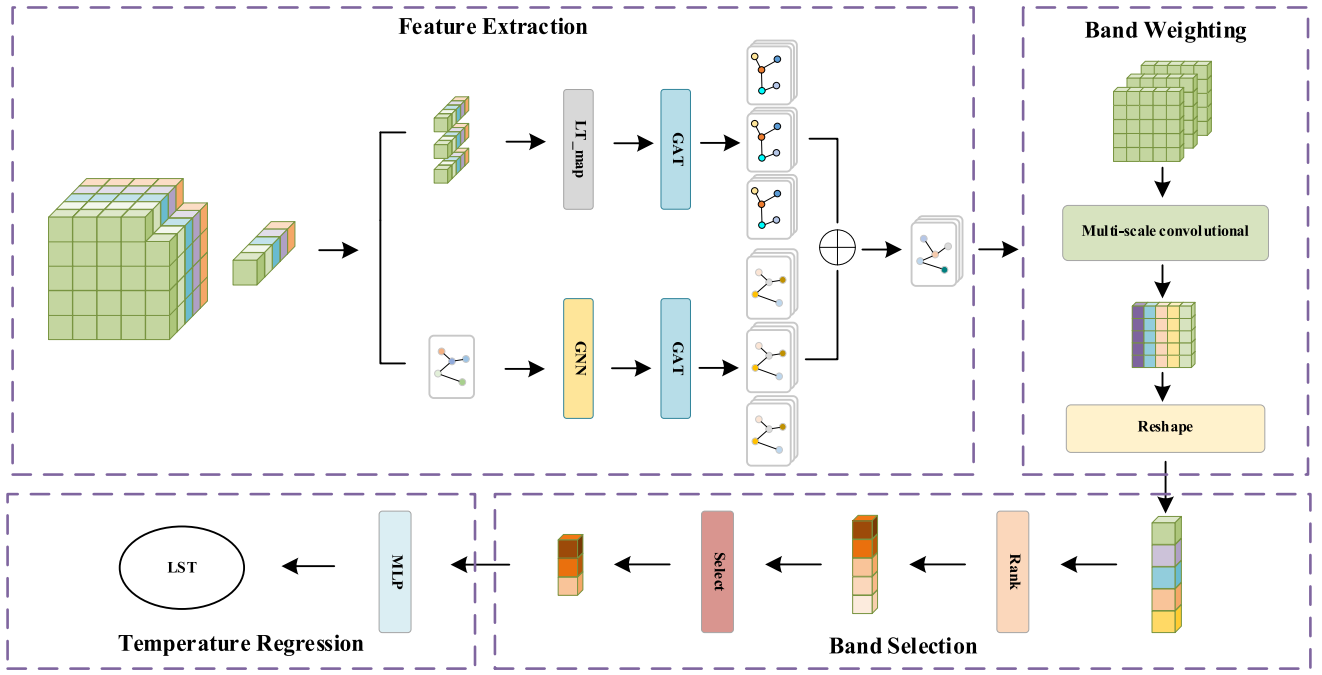 Feature Extraction
LT_map
GAT
GNN
GAT
Band Weighting
Multi-scale convolutional
Reshape
Rank
Select
Band Selection
MLP
LST
Temperature Regression